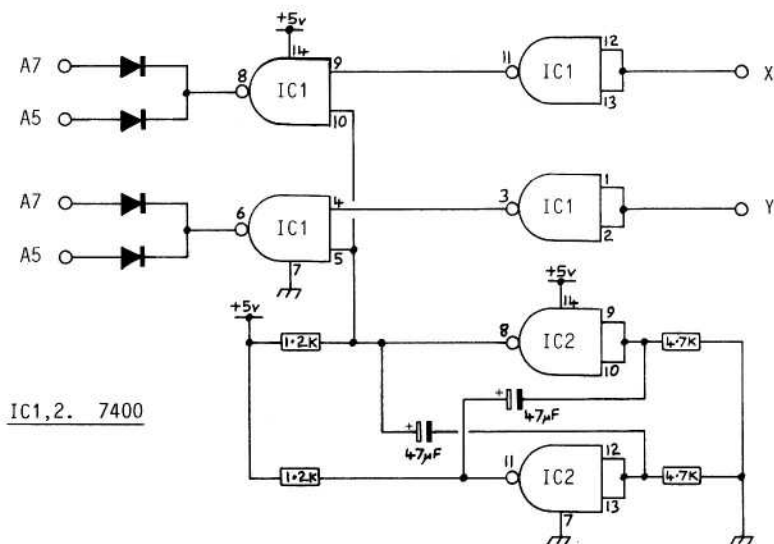 +5v
14
12
A7
8
19
11
IC1
IC1
X
A5
10
13
A7
6
4
3
1
IC1
IC1
Y
A5
5
2
7
+5v
+5v
14
9
1·2K
8
IC2
4·7K
10
+
47µF
IC1,2. 7400
+
47µF
12
1·2K
11
IC2
4·7K
13
7